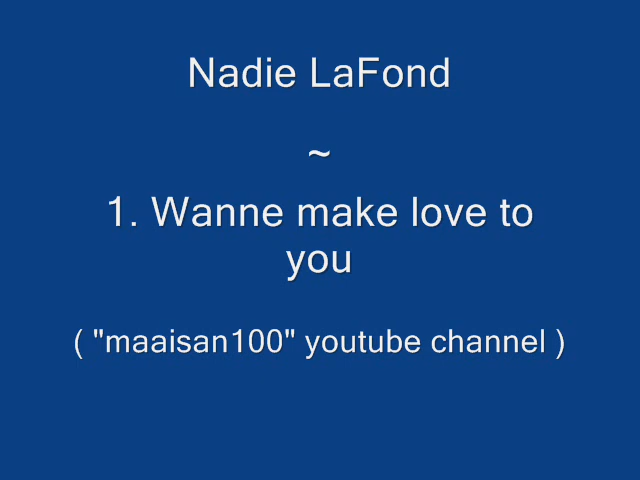 Nadie LaFond
~
1. Wanne make love to
you
( "maaisan100" youtube channel )